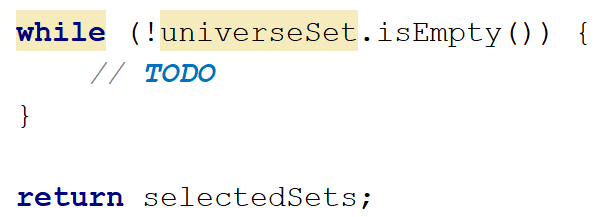 while (!universeSet.isEmpty()) {
    // TODO
}
return selectedSets;